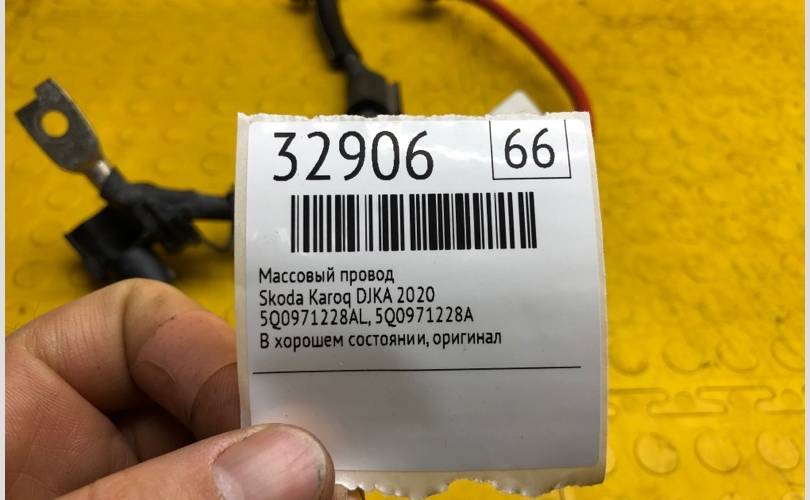 32906 66
Массовый провод
Skoda Karoq DJKA 2020
5Q0971228AL, 5Q0971228A
В хорошем состоянии, оригинал